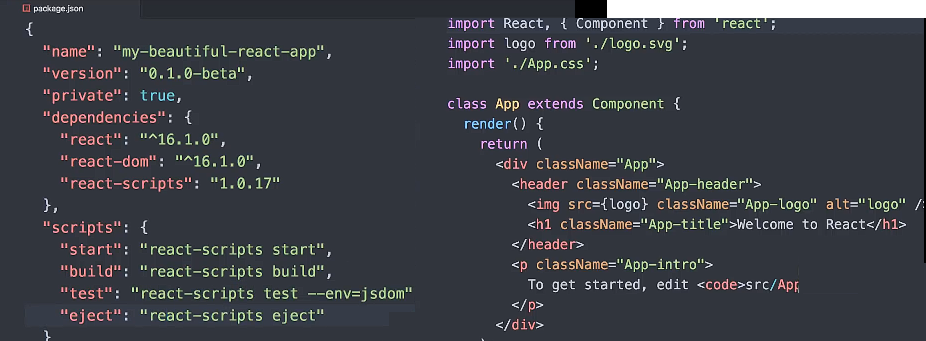 package.json
{
"name": "my-beautiful-react-app",
"version": "0.1.0-beta",
"private": true,
"dependencies": {
"react": "^16.1.0",
"react-dom": "^16.1.0",
"react-scripts": "1.0.17"
},
"scripts": {
"start": "react-scripts start",
"build": "react-scripts build",
"test": "react-scripts test --env=jsdom"
"eject": "react-scripts eject"
}
import React, { Component } from 'react';
import logo from './logo.svg';
import './App.css';
class App extends Component {
render() {
return (
<div className="App">
<header className="App-header">
<img src={logo} className="App-logo" alt="logo" />
<h1 className="App-title">Welcome to React</h1>
</header>
<p className="App-intro">
To get started, edit <code>src/App
</p>
</div>